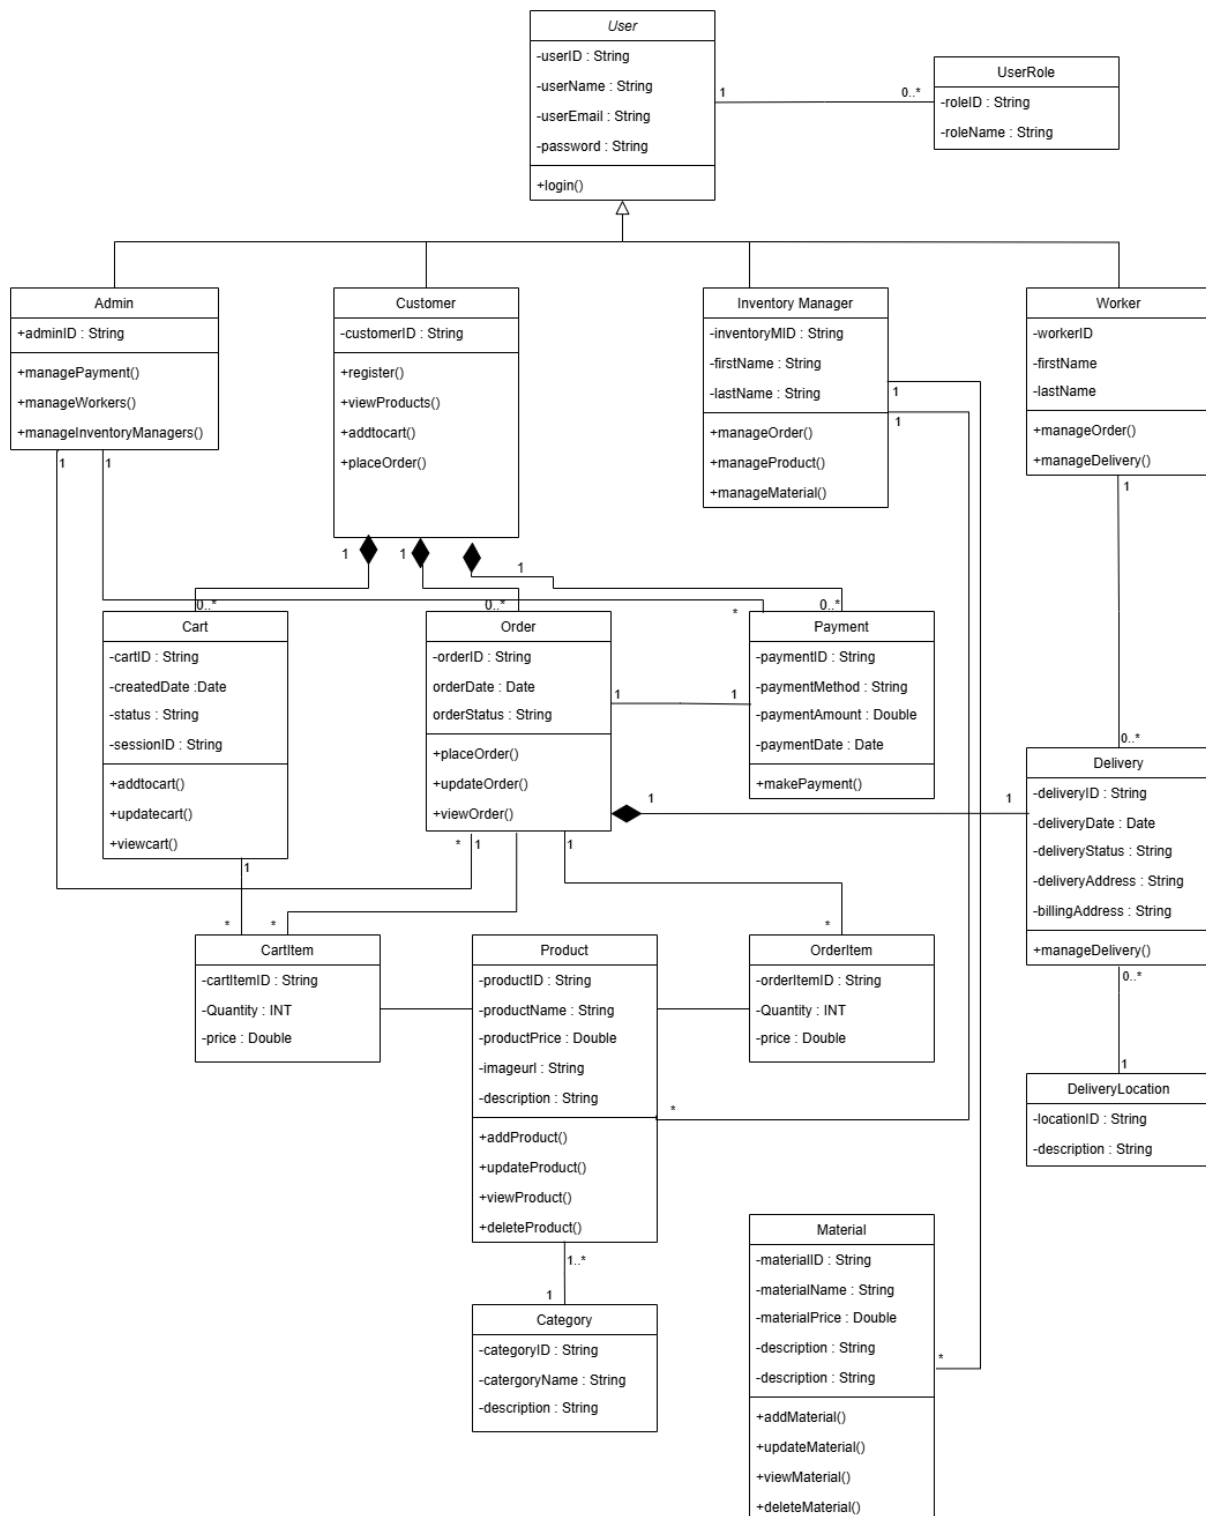 User
-userID : String
-userName : String
-userEmail : String
-password : String
+login()
1
0..*
UserRole
-roleID : String
-roleName : String
Admin
+adminID : String
+managePayment()
+manageWorkers()
+manageInventoryManagers()
1
1
Customer
-customerID : String
+register()
+viewProducts()
+addtocart()
+placeOrder()
1
1
1
Inventory Manager
-inventoryMID : String
-firstName : String
-lastName : String
+manageOrder()
+manageProduct()
+manageMaterial()
1
1
Worker
-workerID
-firstName
-lastName
+manageOrder()
+manageDelivery()
1
0..*
0..*
*
0..*
Cart
-cartID : String
-createdDate :Date
-status : String
-sessionID : String
+addtocart()
+updatecart()
+viewcart()
1
Order
-orderID : String
orderDate : Date
orderStatus : String
+placeOrder()
+updateOrder()
+viewOrder()
1
1
Payment
-paymentID : String
-paymentMethod : String
-paymentAmount : Double
-paymentDate : Date
+makePayment()
0..*
1
1
Delivery
-deliveryID : String
-deliveryDate : Date
-deliveryStatus : String
-deliveryAddress : String
-billingAddress : String
+manageDelivery()
0..*
*
1
1
*
*
*
CartItem
-cartItemID : String
-Quantity : INT
-price : Double
Product
-productID : String
-productName : String
-productPrice : Double
-imageurl : String
-description : String
+addProduct()
+updateProduct()
+viewProduct()
+deleteProduct()
*
OrderItem
-orderItemID : String
-Quantity : INT
-price : Double
1
DeliveryLocation
-locationID : String
-description : String
1..*
1
Category
-categoryID : String
-catergoryName : String
-description : String
Material
-materialID : String
-materialName : String
-materialPrice : Double
-description : String
-description : String
*
+addMaterial()
+updateMaterial()
+viewMaterial()
+deleteMaterial()